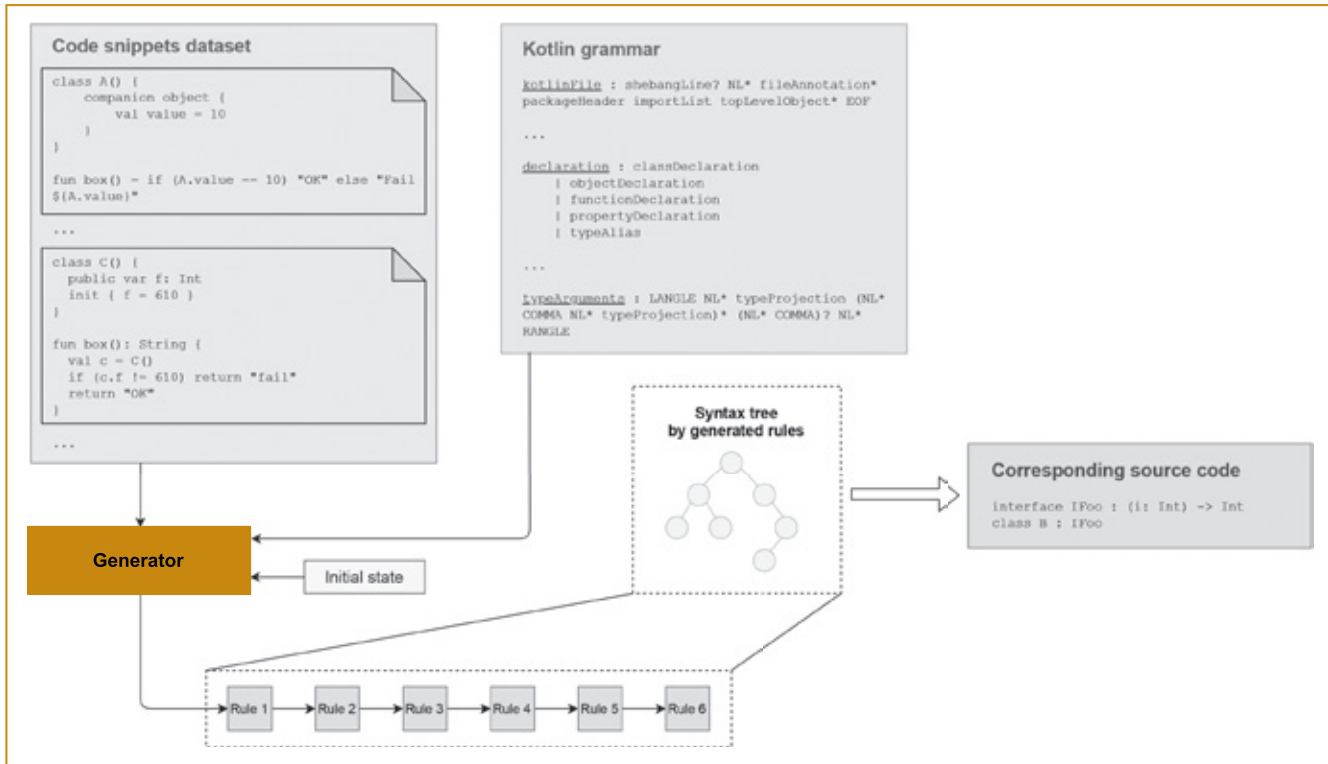 Code snippets dataset
class A() {
companion object {
val value = 10
}
}
fun box() = if (A.value == 10) "OK" else "Fail
${A.value}"
...
class C() {
public var f: Int
init { f = 610 }
}
fun box(): String {
val c = C()
if (c.f != 610) return "fail"
return "OK"
}
...
Kotlin grammar
kotlinFile : shebangLine? NL* fileAnnotation*
packageHeader importList topLevelObject* EOF
...
declaration : classDeclaration
| objectDeclaration
| functionDeclaration
| propertyDeclaration
| typeAlias
...
typeArguments : LANGLE NL* typeProjection (NL*
COMMA NL* typeProjection)* (NL* COMMA)? NL*
RANGLE
Syntax tree
by generated rules
Corresponding source code
interface IFoo : (i: Int) -> Int
class B : IFoo
Generator
Initial state
Rule 1
Rule 2
Rule 3
Rule 4
Rule 5
Rule 6